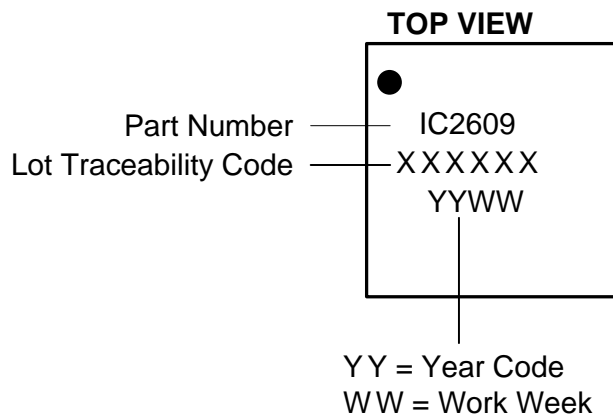 TOP VIEW
Part Number
IC2609
Lot Traceability Code
XXXXXX
YYWW
YY = Year Code
WW = Work Week